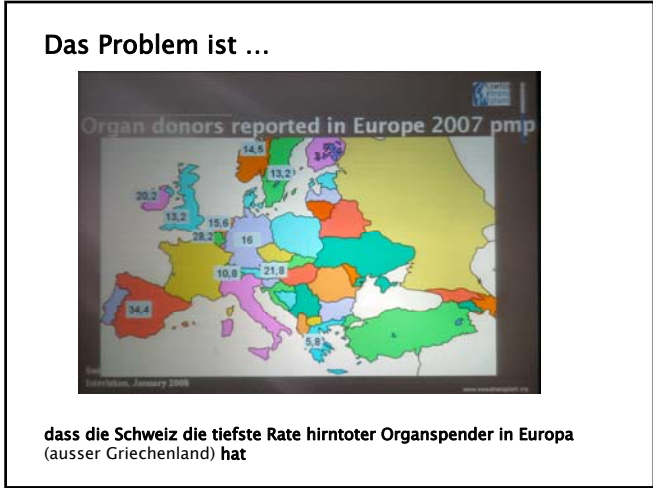 Das Problem ist ...
Organ donors reported in Europe 2007 pmp
14,5
13,2
20,2
13,2
15,6
28,2
16
10,8
21,8
34,4
5,8
Interlaken, January 2008
dass die Schweiz die tiefste Rate hirntoter Organspender in Europa
(ausser Griechenland) hat